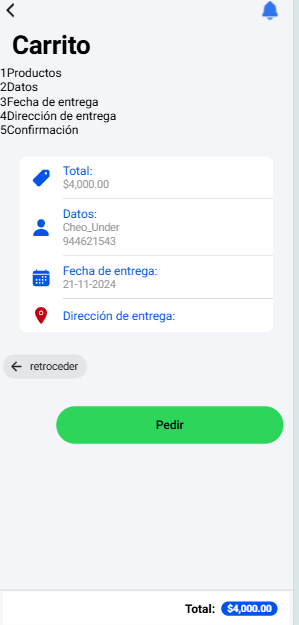 Carrito
1Productos
2Datos
3Fecha de entrega
4Dirección de entrega
5Confirmación
Total:
$4,000.00
Datos:
Cheo_Under
944621543
Fecha de entrega:
21-11-2024
Dirección de entrega:
retroceder
Pedir
Total: $4,000.00